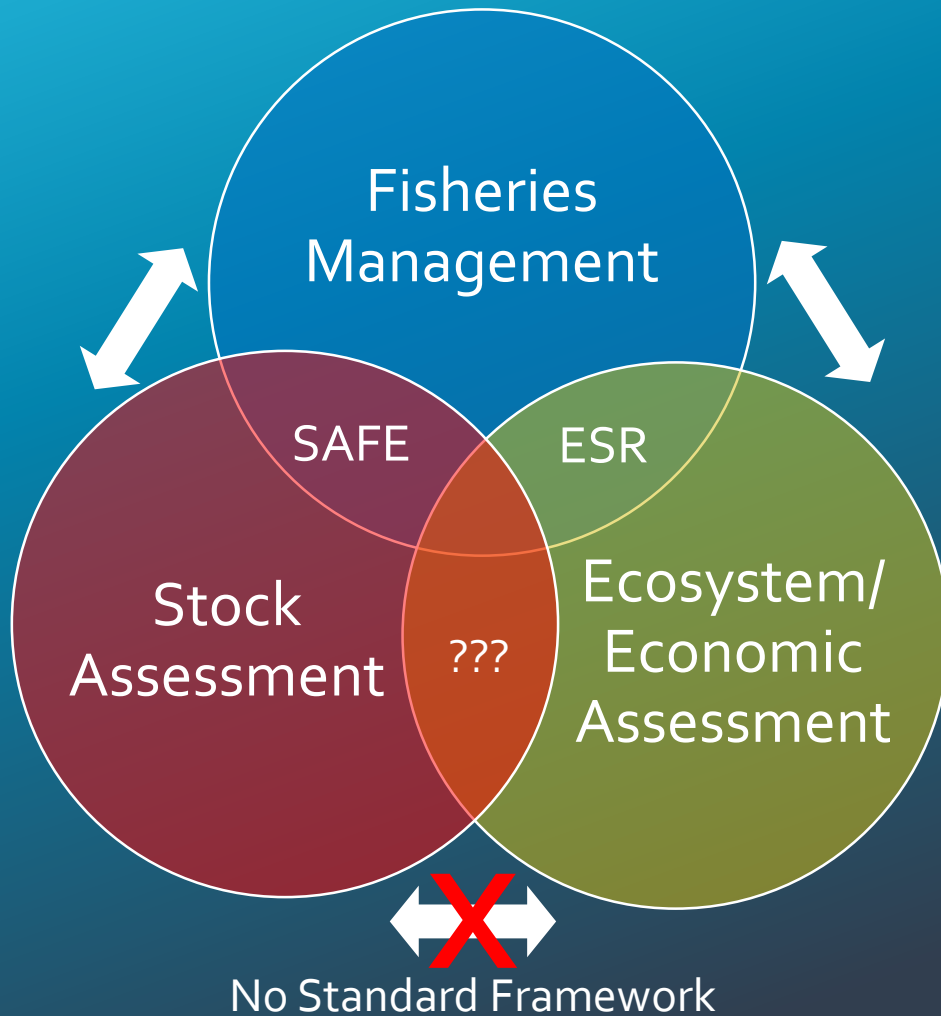 Fisheries
Management
SAFE
ESR
Stock
Assessment
???
Ecosystem/
Economic
Assessment
X
No Standard Framework